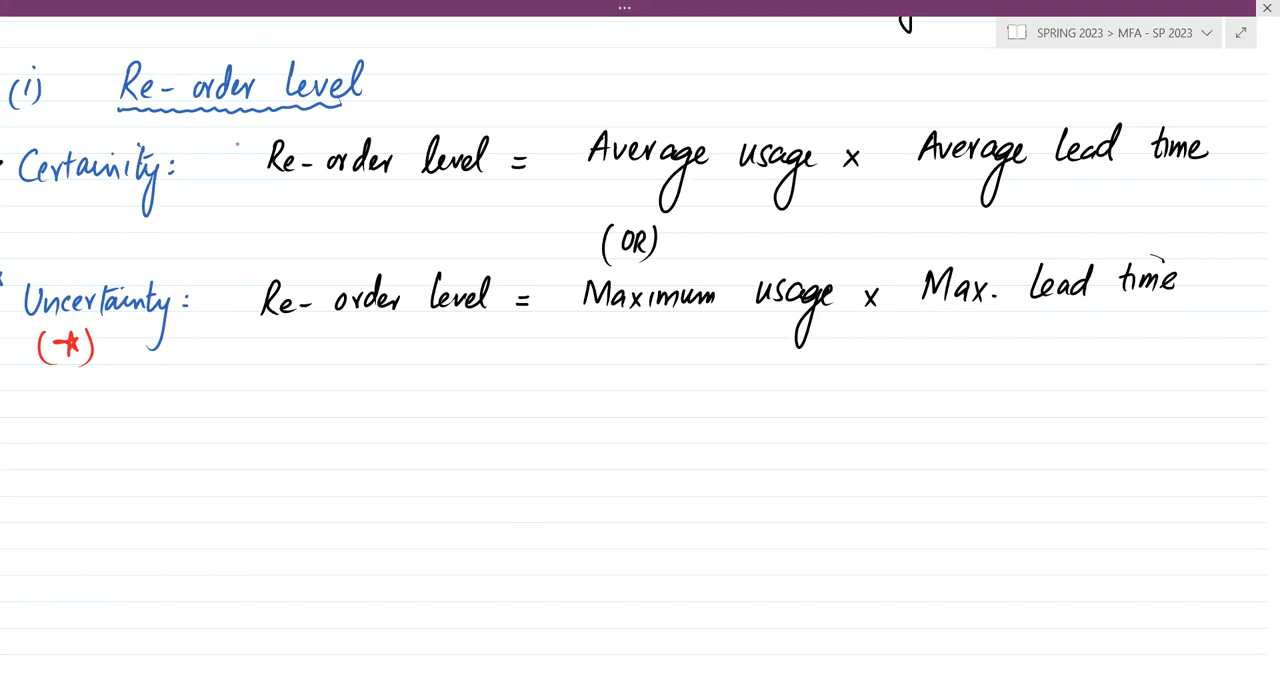 SPRING 2023 > MFA - SP 2023
(i) Re-order level
Certainity: Re-order level = Average usage × Average lead time
(OR)
Uncertainty: Re-order level = Maximum usage × Max. Lead time
(*)